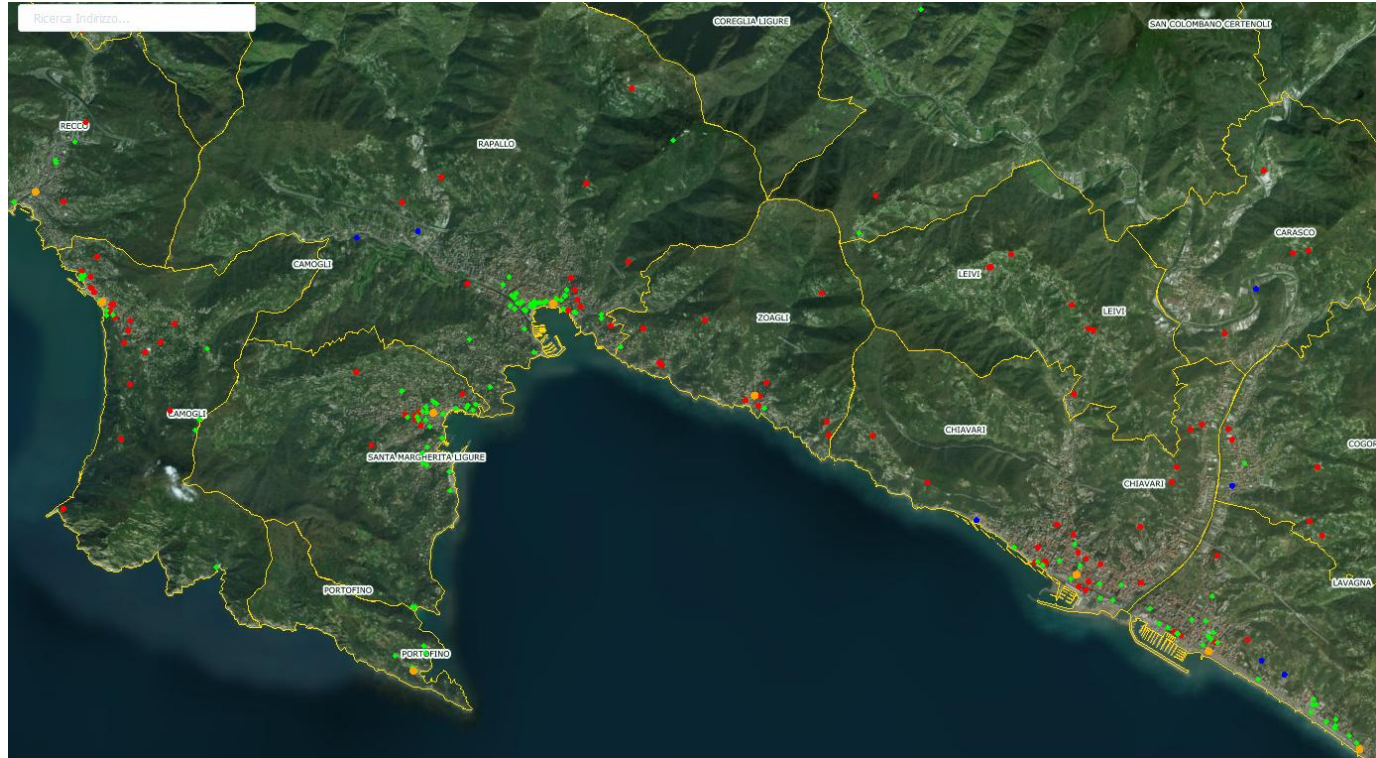 Ricerca Indirizzo...
COREGLIA LIGURE
SAN COLOMBANO CERTENOLI
RECCO
RAPALLO
CARASCO
CAMOGLI
LEIVI
LEIVI
ZOAGLI
CAMOGLI
CHIAVARI
COGOR
SANTA MARGHERITA LIGURE
CHIAVARI
PORTOFINO
LAVAGNA
PORTOFINO